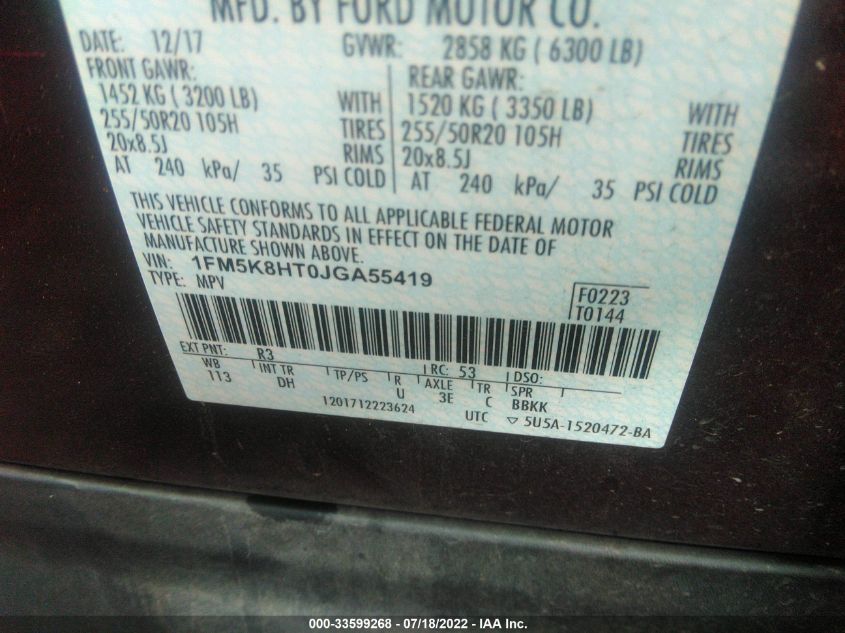 MFD. BY FORD MOTOR CO.
DATE: 12/17 GVWR: 2858 KG ( 6300 LB)
FRONT GAWR: REAR GAWR:
1452 KG ( 3200 LB) WITH 1520 KG ( 3350 LB) WITH
255/50R20 105H TIRES 255/50R20 105H TIRES
20x8.5J RIMS 20x8.5J RIMS
AT 240 kPa/ 35 PSI COLD AT 240 kPa/ 35 PSI COLD
THIS VEHICLE CONFORMS TO ALL APPLICABLE FEDERAL MOTOR
VEHICLE SAFETY STANDARDS IN EFFECT ON THE DATE OF
MANUFACTURE SHOWN ABOVE.
VIN: 1FM5K8HT0JGA55419
TYPE: MPV
F0223
T0144
EXT PNT: R3 RC: 53 DSO:
WB INT TR TP/PS R AXLE TR SPR
113 DH U 3E C BBKK
1201712223624 UTC ▽ 5U5A-1520472-BA
000-33599268 - 07/18/2022 - IAA Inc.